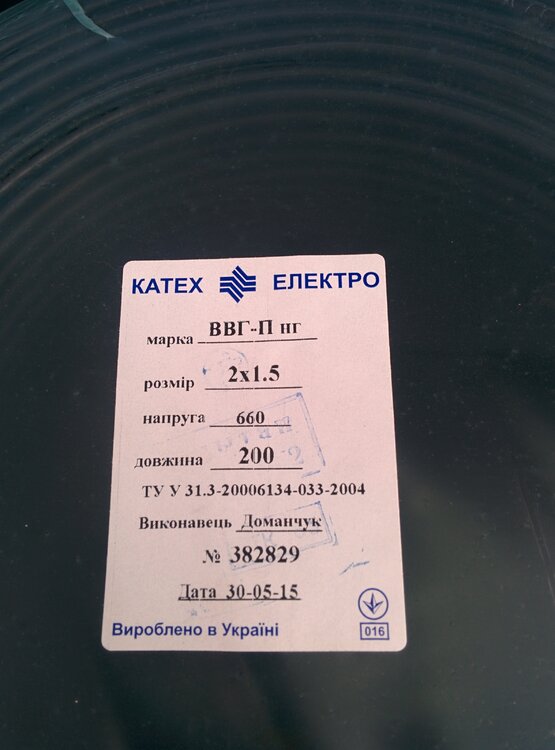 КАТЕХ ЕЛЕКТРО
марка ВВГ-П нг
розмір 2x1.5
напруга 660
довжина 200
ТУ У 31.3-20006134-033-2004
Виконавець Доманчук
№ 382829
Дата 30-05-15
016
Вироблено в Україні